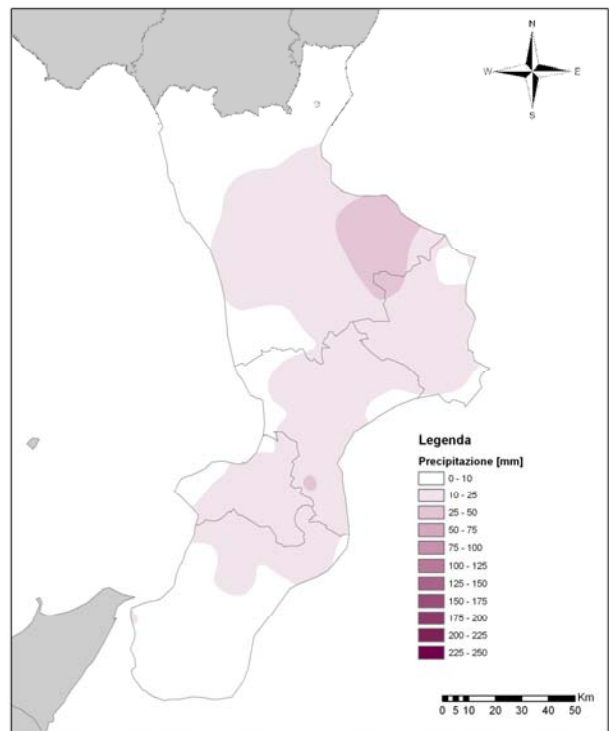 N
W E
S
Legenda
Precipitazione [mm]
0 - 10
10 - 25
25 - 50
50 - 75
75 - 100
100 - 125
125 - 150
150 - 175
175 - 200
200 - 225
225 - 250
Km
0 5 10 20 30 40 50